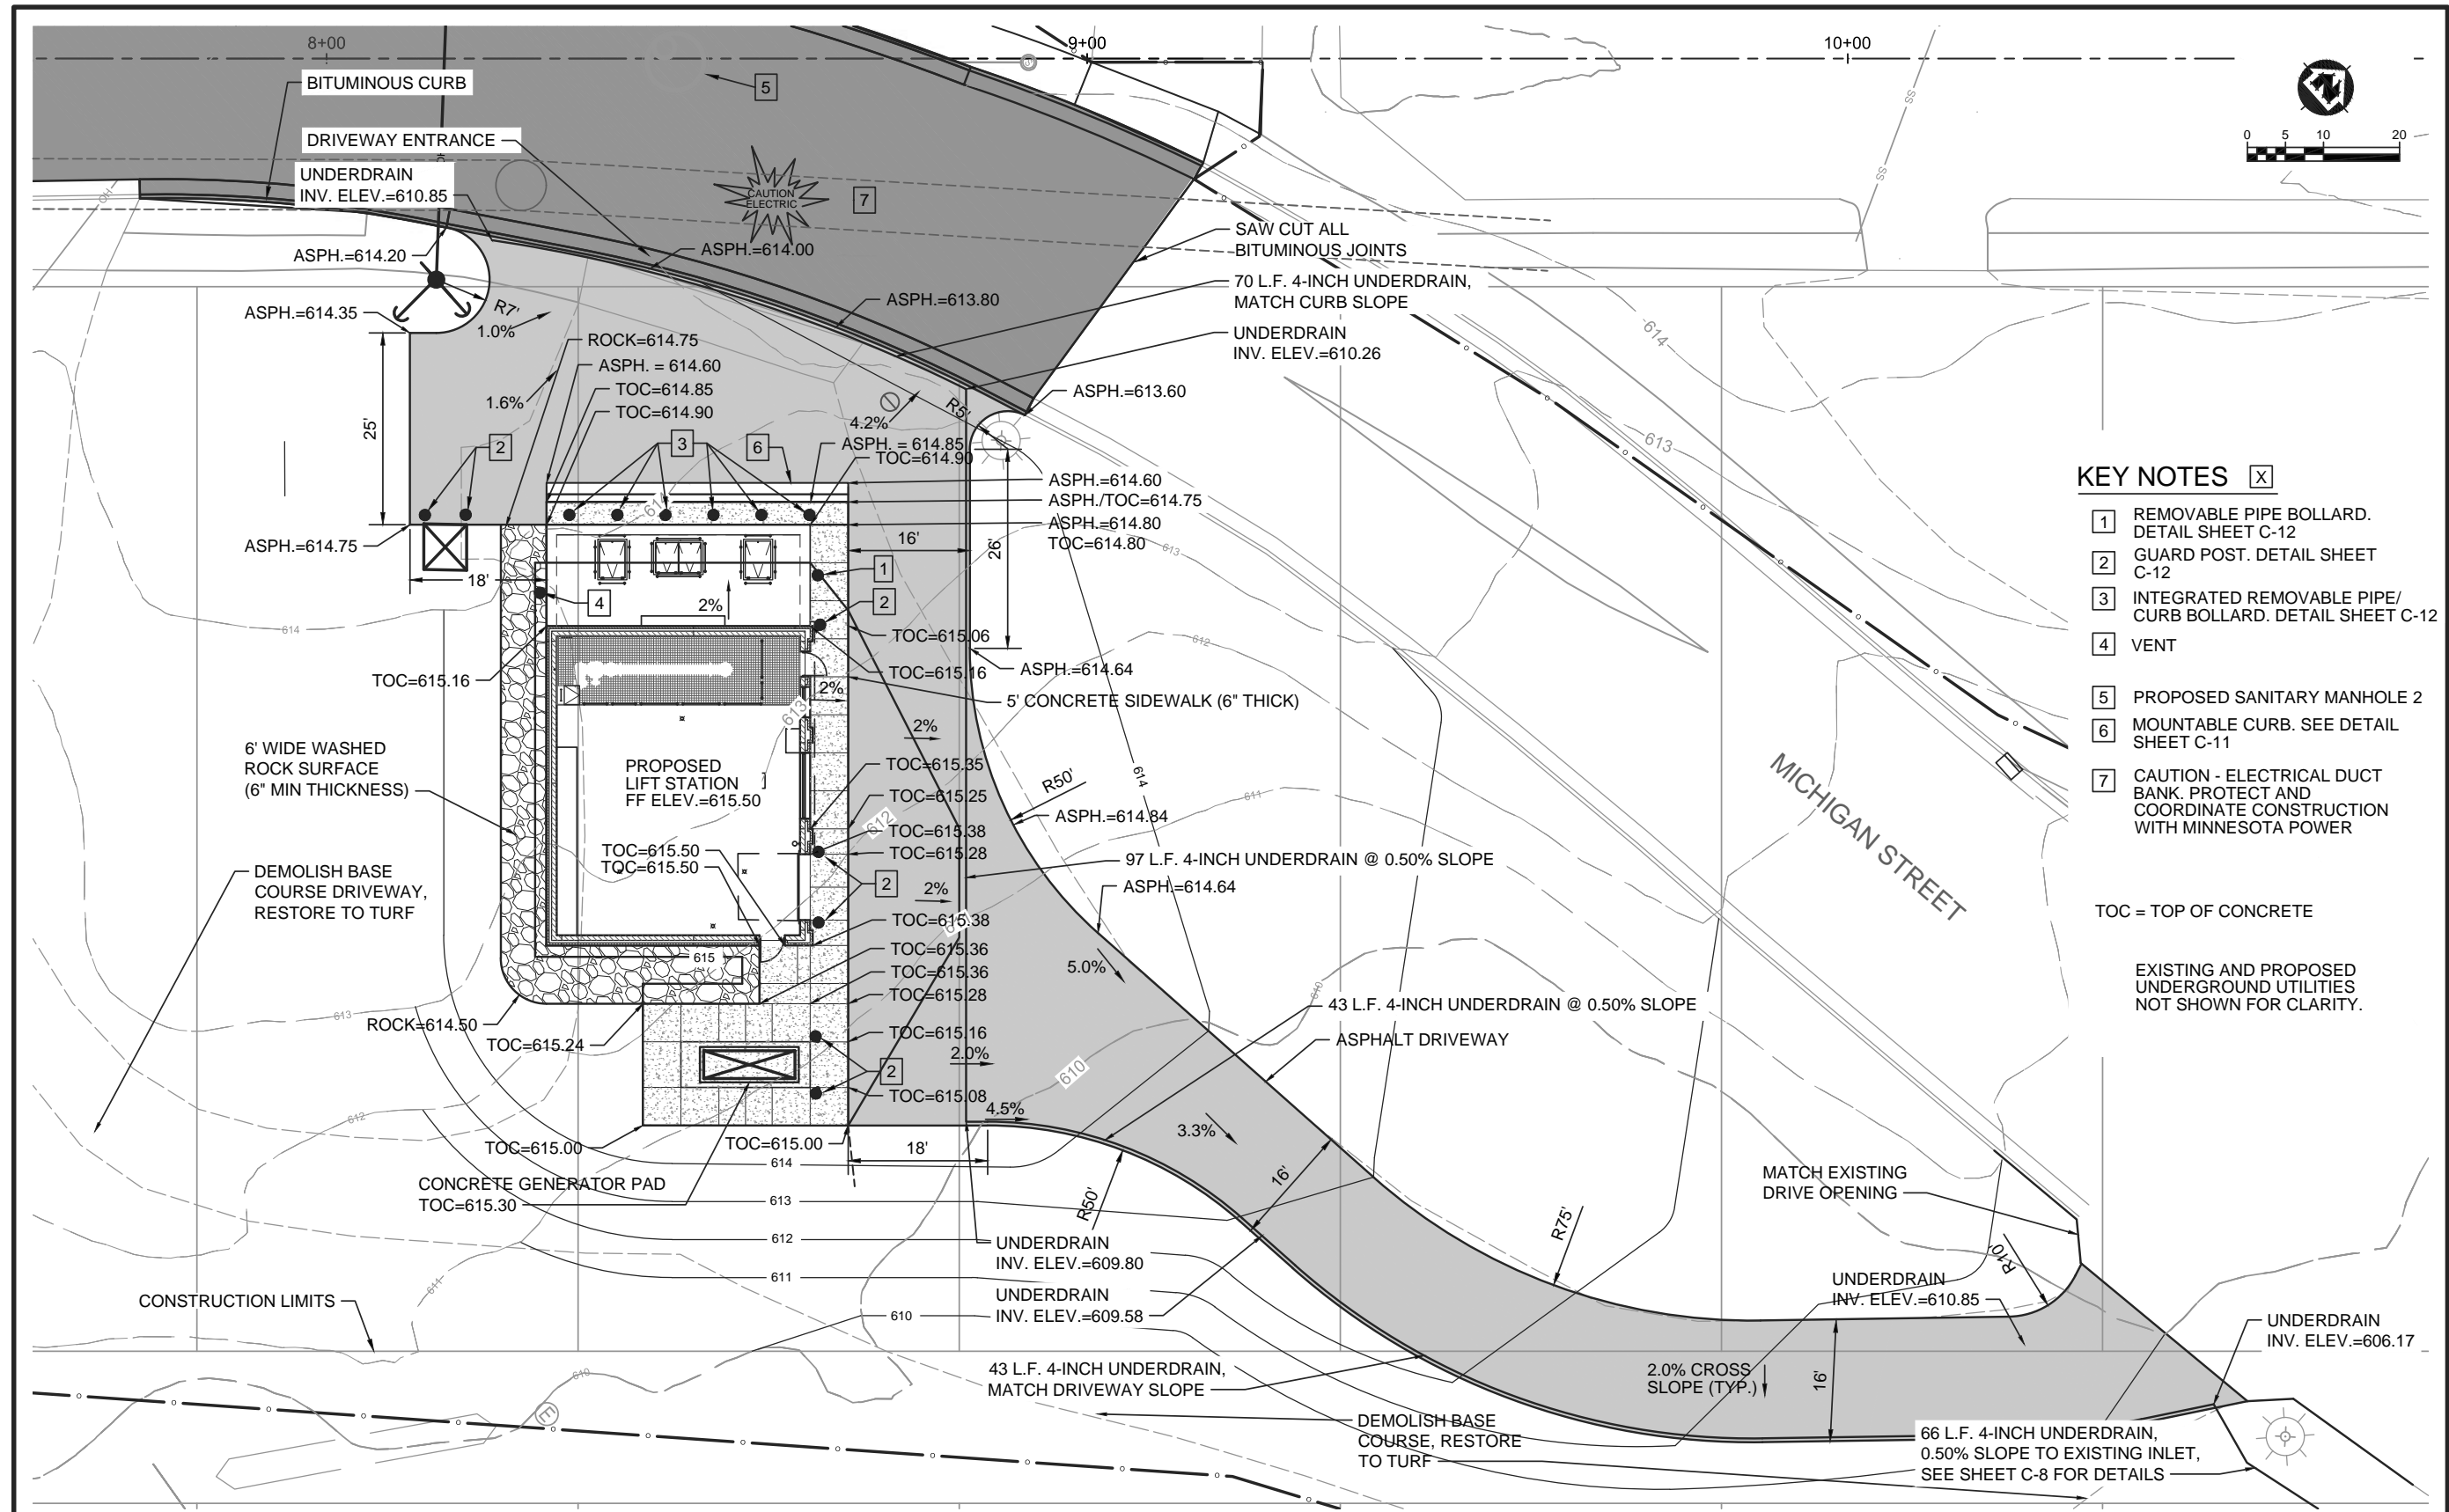 8+00
9+00
10+00
BITUMINOUS CURB
5
0 5 10 20
DRIVEWAY ENTRANCE
UNDERDRAIN
INV. ELEV.=610.85
CAUTION
ELECTRIC
7
SS
SS
OH
ASPH.=614.20
ASPH.=614.00
SAW CUT ALL
BITUMINOUS JOINTS
70 L.F. 4-INCH UNDERDRAIN,
MATCH CURB SLOPE
ASPH.=614.35
R7'
1.0%
ASPH.=613.80
UNDERDRAIN
INV. ELEV.=610.26
614
ROCK=614.75
ASPH. = 614.60
TOC=614.85
TOC=614.90
1.6%
25'
ASPH.=613.60
R5'
4.2%
613
2
3
6
ASPH. = 614.85
TOC=614.90
ASPH.=614.60
ASPH./TOC=614.75
ASPH.=614.80
TOC=614.80
KEY NOTES X
1 REMOVABLE PIPE BOLLARD.
DETAIL SHEET C-12
2 GUARD POST. DETAIL SHEET
C-12
3 INTEGRATED REMOVABLE PIPE/
CURB BOLLARD. DETAIL SHEET C-12
4 VENT
5 PROPOSED SANITARY MANHOLE 2
6 MOUNTABLE CURB. SEE DETAIL
SHEET C-11
7 CAUTION - ELECTRICAL DUCT
BANK. PROTECT AND
COORDINATE CONSTRUCTION
WITH MINNESOTA POWER
TOC = TOP OF CONCRETE
EXISTING AND PROPOSED
UNDERGROUND UTILITIES
NOT SHOWN FOR CLARITY.
ASPH.=614.75
18'
16'
26'
613
1
4
2%
2
614
TOC=615.06
612
TOC=615.16
TOC=615.16
ASPH.=614.64
2%
5' CONCRETE SIDEWALK (6" THICK)
613
2%
6' WIDE WASHED
ROCK SURFACE
(6" MIN THICKNESS)
PROPOSED
LIFT STATION
FF ELEV.=615.50
TOC=615.35
TOC=615.25
R50'
614
611
ASPH.=614.84
MICHIGAN STREET
612
TOC=615.38
TOC=615.28
TOC=615.50
TOC=615.50
97 L.F. 4-INCH UNDERDRAIN @ 0.50% SLOPE
DEMOLISH BASE
COURSE DRIVEWAY,
RESTORE TO TURF
2
2%
ASPH.=614.64
TOC=615.38
615
TOC=615.36
TOC=615.36
TOC=615.28
5.0%
610
43 L.F. 4-INCH UNDERDRAIN @ 0.50% SLOPE
613
ROCK=614.50
TOC=615.24
TOC=615.16
2.0%
2
ASPHALT DRIVEWAY
610
TOC=615.08
4.5%
612
3.3%
TOC=615.00
TOC=615.00
614
18'
CONCRETE GENERATOR PAD
TOC=615.30
613
R50'
16'
R75'
MATCH EXISTING
DRIVE OPENING
612
UNDERDRAIN
INV. ELEV.=609.80
611
611
R10'
CONSTRUCTION LIMITS
UNDERDRAIN
INV. ELEV.=609.58
610
UNDERDRAIN
INV. ELEV.=610.85
UNDERDRAIN
INV. ELEV.=606.17
610
E
43 L.F. 4-INCH UNDERDRAIN,
MATCH DRIVEWAY SLOPE
2.0% CROSS
SLOPE (TYP.)
16'
DEMOLISH BASE
COURSE, RESTORE
TO TURF
66 L.F. 4-INCH UNDERDRAIN,
0.50% SLOPE TO EXISTING INLET,
SEE SHEET C-8 FOR DETAILS